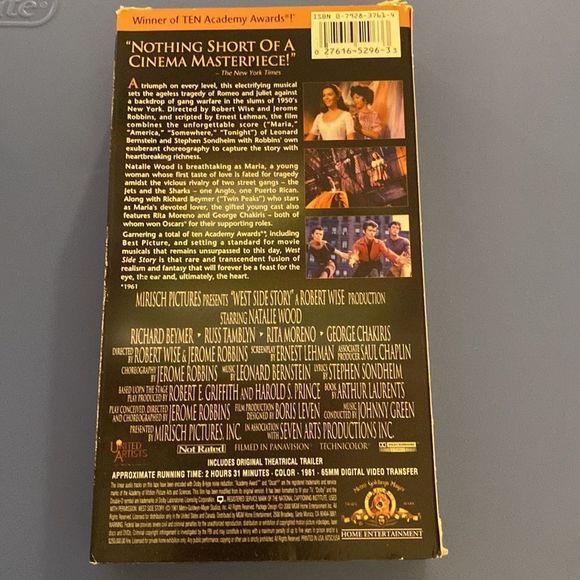 Winner of TEN Academy Awards®!*
ISBN 0-7928-3761-4
0 27616-5296-3 3
"NOTHING SHORT OF A
CINEMA MASTERPIECE!"
– The New York Times
A triumph on every level, this electrifying musical
sets the ageless tragedy of Romeo and Juliet against
a backdrop of gang warfare in the slums of 1950's
New York. Directed by Robert Wise and Jerome
Robbins, and scripted by Ernest Lehman, the film
combines the unforgettable score ("Maria,"
"America," "Somewhere," "Tonight") of Leonard
Bernstein and Stephen Sondheim with Robbins' own
exuberant choreography to capture the story with
heartbreaking richness.
Natalie Wood is breathtaking as Maria, a young
woman whose first taste of love is fated for tragedy
amidst the vicious rivalry of two street gangs – the
Jets and the Sharks – one Anglo, one Puerto Rican.
Along with Richard Beymer ("Twin Peaks") who stars
as Maria's devoted lover, the gifted young cast also
features Rita Moreno and George Chakiris – both of
whom won Oscars® for their supporting roles.
Garnering a total of ten Academy Awards®*, including
Best Picture, and setting a standard for movie
musicals that remains unsurpassed to this day, West
Side Story is that rare and transcendent fusion of
realism and fantasy that will forever be a feast for the
eye, the ear and, ultimately, the heart.
*1961
MIRISCH PICTURES PRESENTS "WEST SIDE STORY" A ROBERT WISE PRODUCTION
STARRING NATALIE WOOD
RICHARD BEYMER · RUSS TAMBLYN · RITA MORENO · GEORGE CHAKIRIS
DIRECTED BY ROBERT WISE & JEROME ROBBINS SCREENPLAY BY ERNEST LEHMAN ASSOCIATE PRODUCER SAUL CHAPLIN
CHOREOGRAPHY BY JEROME ROBBINS MUSIC BY LEONARD BERNSTEIN LYRICS BY STEPHEN SONDHEIM
BASED UPON THE STAGE PLAY PRODUCED BY ROBERT E. GRIFFITH AND HAROLD S. PRINCE BOOK BY ARTHUR LAURENTS
PLAY CONCEIVED, DIRECTED AND CHOREOGRAPHED BY JEROME ROBBINS FILM PRODUCTION DESIGNED BY BORIS LEVEN MUSIC CONDUCTED BY JOHNNY GREEN
PRESENTED BY MIRISCH PICTURES, INC. IN ASSOCIATION WITH SEVEN ARTS PRODUCTIONS INC.
UNITED ARTISTS
Not Rated
FILMED IN PANAVISION®
TECHNICOLOR®
INCLUDES ORIGINAL THEATRICAL TRAILER
APPROXIMATE RUNNING TIME: 2 HOURS 31 MINUTES - COLOR - 1961 - 65MM DIGITAL VIDEO TRANSFER
Metro Goldwyn Mayer
TRADE MARK
HOME ENTERTAINMENT